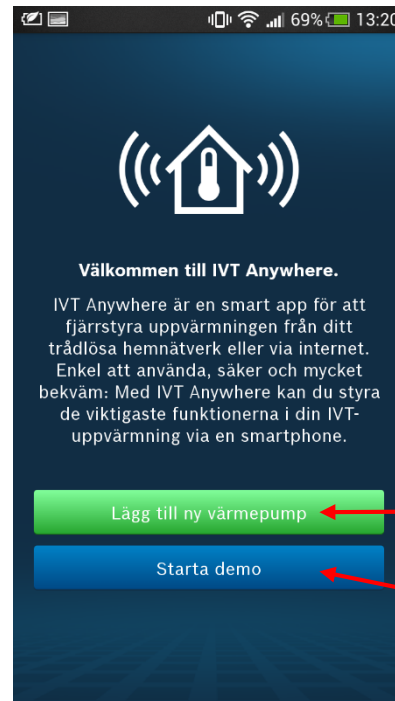 69% 13:20
Välkommen till IVT Anywhere.
IVT Anywhere är en smart app för att
fjärrstyra uppvärmningen från ditt
trådlösa hemnätverk eller via internet.
Enkel att använda, säker och mycket
bekväm: Med IVT Anywhere kan du styra
de viktigaste funktionerna i din IVT-
uppvärmning via en smartphone.
Lägg till ny värmepump
Starta demo